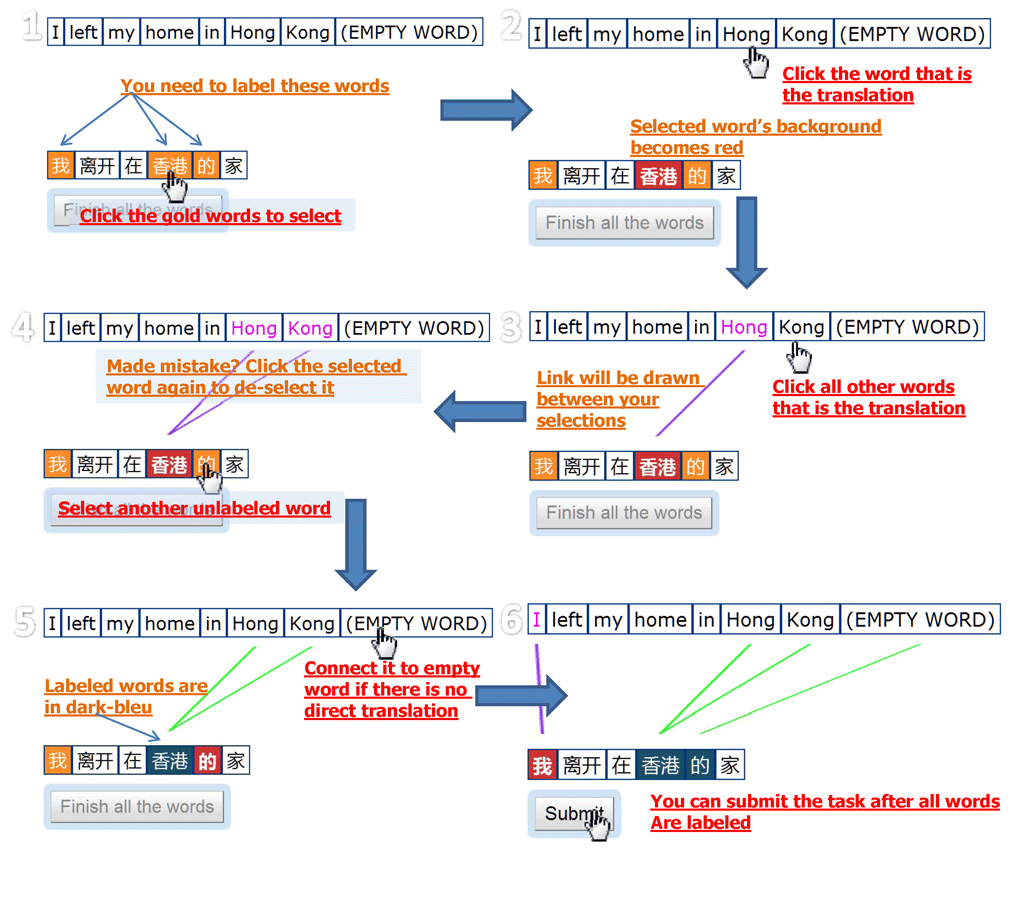 1
I left my home in Hong Kong (EMPTY WORD)
You need to label these words
我 离开 在 香港 的 家
Finish all the words
Click the gold words to select
2
I left my home in Hong Kong (EMPTY WORD)
Click the word that is
the translation
Selected word's background
becomes red
我 离开 在 香港 的 家
Finish all the words
3
I left my home in Hong Kong (EMPTY WORD)
Click all other words
that is the translation
Link will be drawn
between your
selections
我 离开 在 香港 的 家
Finish all the words
4
I left my home in Hong Kong (EMPTY WORD)
Made mistake? Click the selected
word again to de-select it
我 离开 在 香港 的 家
Finish all the words
Select another unlabeled word
5
I left my home in Hong Kong (EMPTY WORD)
Connect it to empty
word if there is no
direct translation
Labeled words are
in dark-bleu
我 离开 在 香港 的 家
Finish all the words
6
I left my home in Hong Kong (EMPTY WORD)
我 离开 在 香港 的 家
Submit
You can submit the task after all words
Are labeled